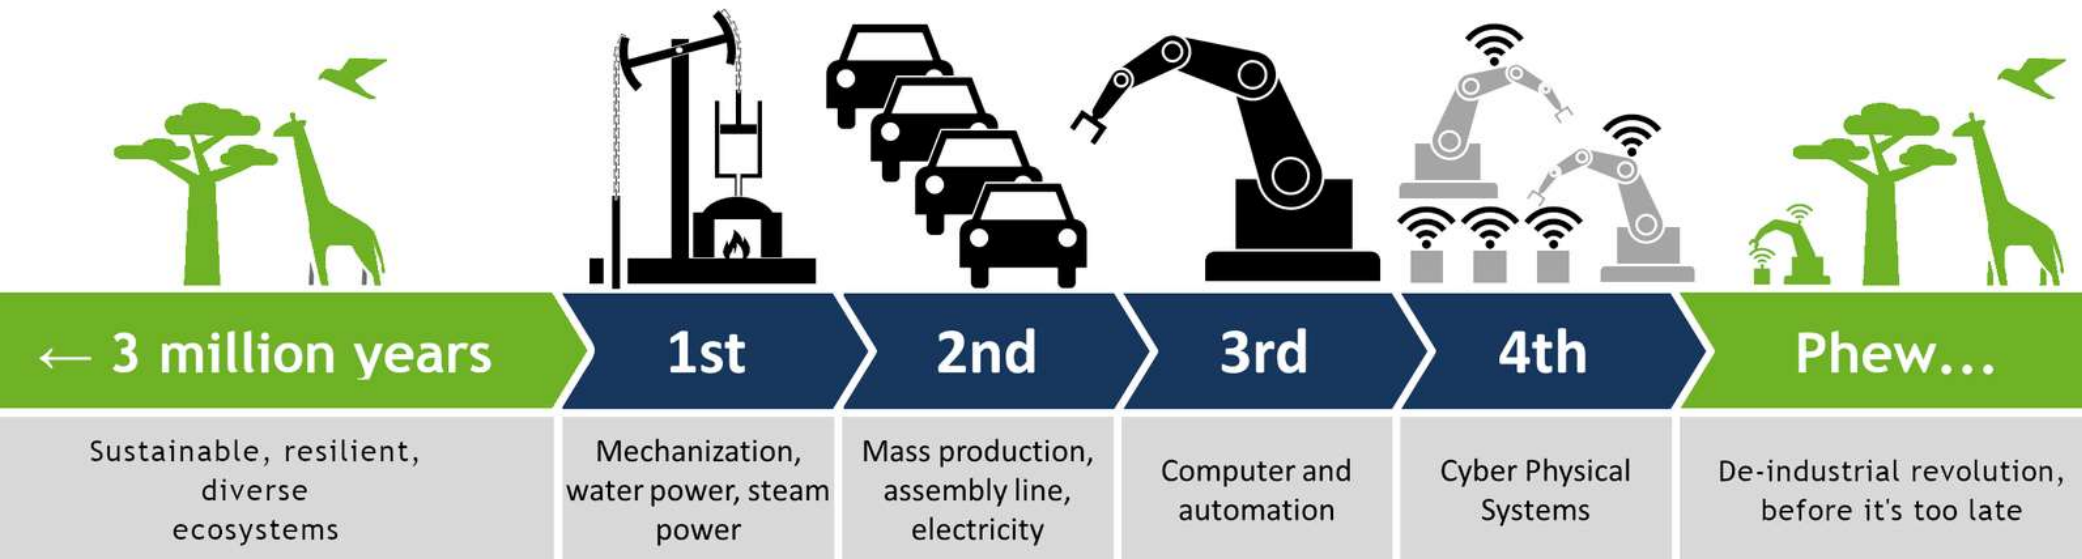 ← 3 million years
1st
2nd
3rd
4th
Phew...
Sustainable, resilient,
diverse
ecosystems
Mechanization,
water power, steam
power
Mass production,
assembly line,
electricity
Computer and
automation
Cyber Physical
Systems
De-industrial revolution,
before it's too late